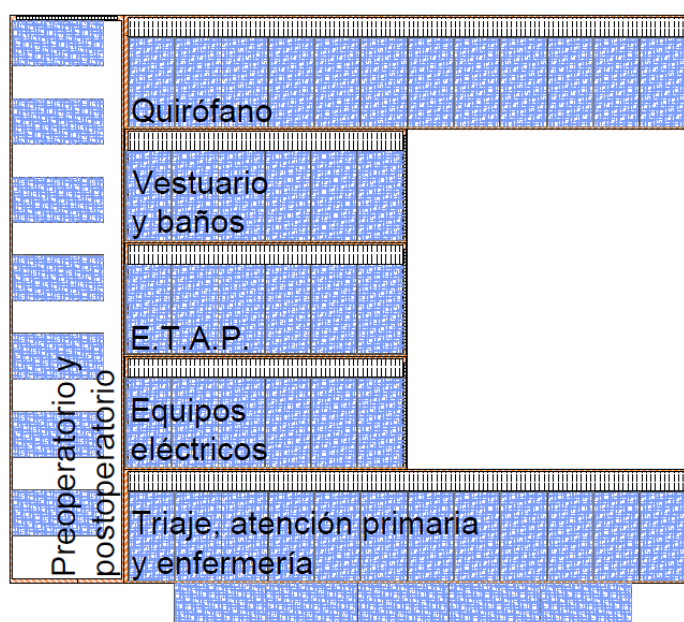 Quirófano
Vestuario
y baños
E.T.A.P.
Equipos
eléctricos
Preoperatorio y
postoperatorio
Triaje, atención primaria
y enfermería